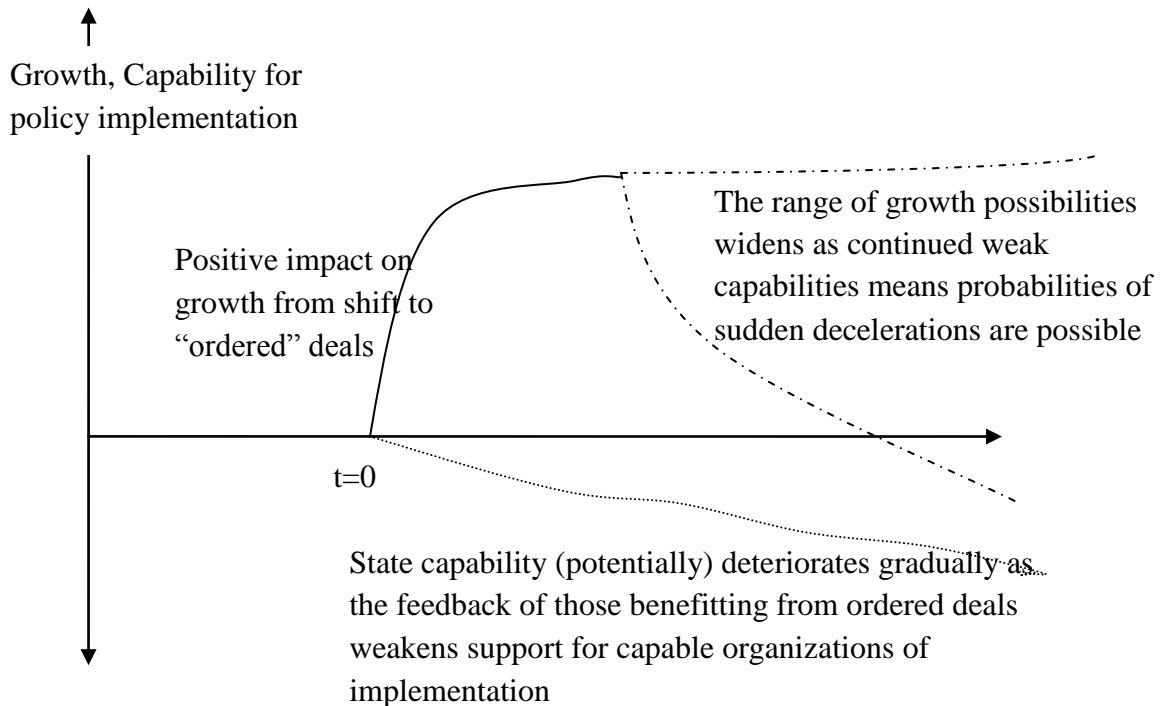 Growth, Capability for
policy implementation
The range of growth possibilities
widens as continued weak
capabilities means probabilities of
sudden decelerations are possible
Positive impact on
growth from shift to
“ordered” deals
t=0
State capability (potentially) deteriorates gradually as
the feedback of those benefitting from ordered deals
weakens support for capable organizations of
implementation